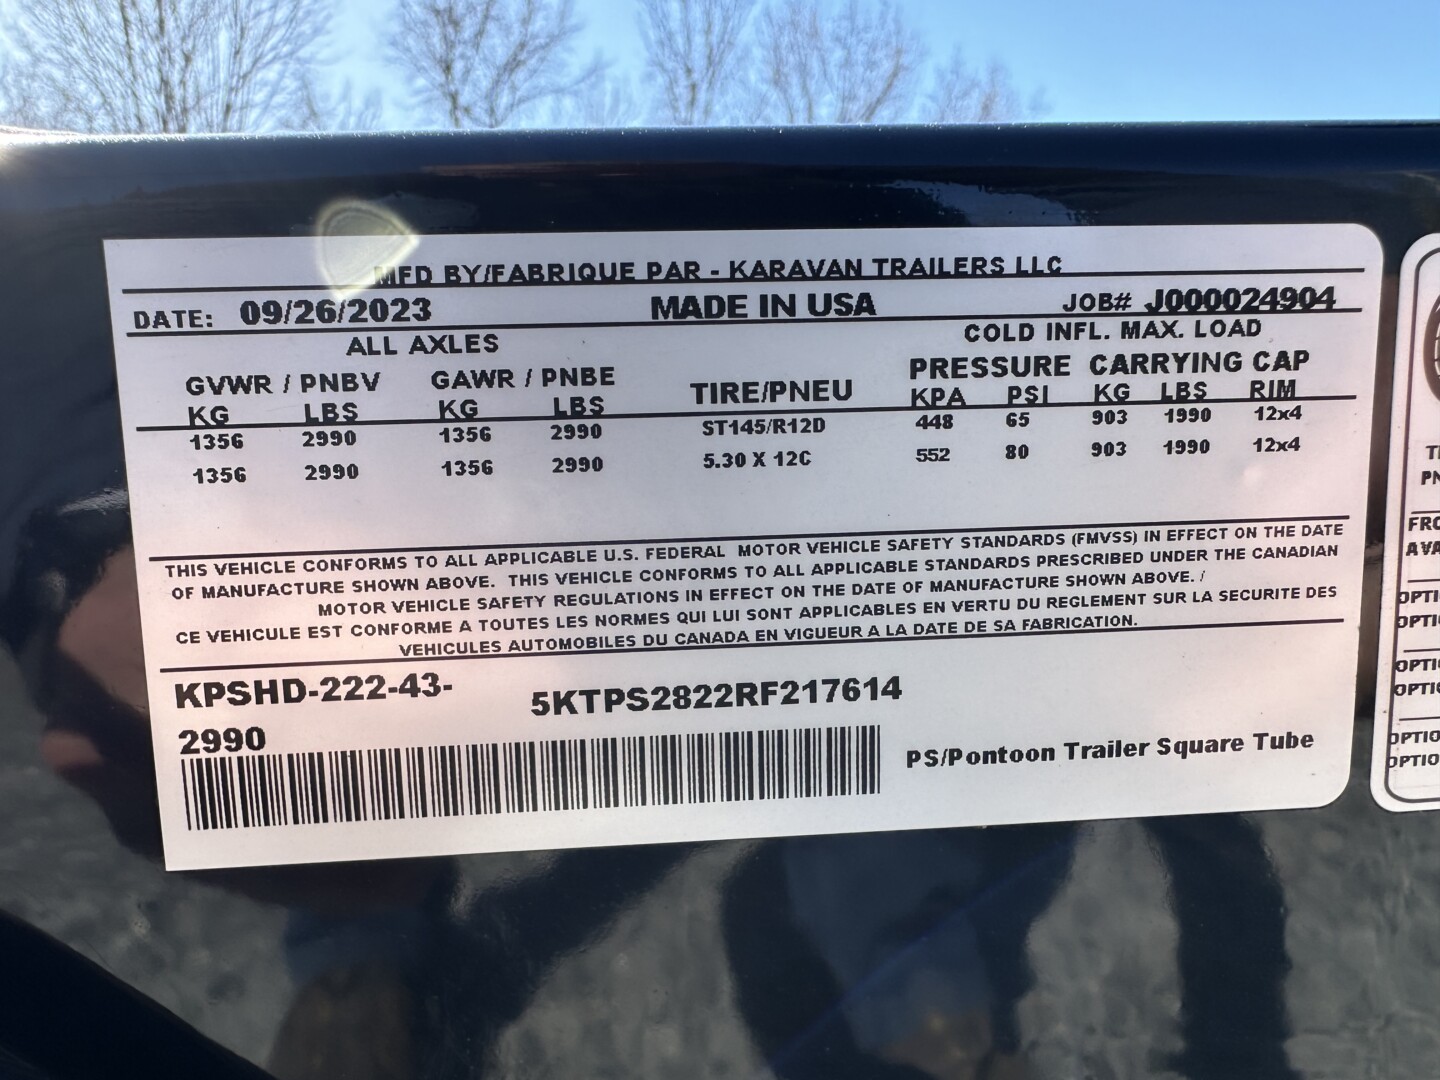 MFD BY/FABRIQUE PAR - KARAVAN TRAILERS LLC
DATE: 09/26/2023 MADE IN USA JOB# J000024904
ALL AXLES COLD INFL. MAX. LOAD
GVWR / PNBV GAWR / PNBE TIRE/PNEU PRESSURE CARRYING CAP
KG LBS KG LBS KPA PSI KG LBS RIM
1356 2990 1356 2990 ST145/R12D 448 65 903 1990 12x4
1356 2990 1356 2990 5.30 X 12C 552 80 903 1990 12x4
THIS VEHICLE CONFORMS TO ALL APPLICABLE U.S. FEDERAL MOTOR VEHICLE SAFETY STANDARDS (FMVSS) IN EFFECT ON THE DATE
OF MANUFACTURE SHOWN ABOVE. THIS VEHICLE CONFORMS TO ALL APPLICABLE STANDARDS PRESCRIBED UNDER THE CANADIAN
MOTOR VEHICLE SAFETY REGULATIONS IN EFFECT ON THE DATE OF MANUFACTURE SHOWN ABOVE. /
CE VEHICULE EST CONFORME A TOUTES LES NORMES QUI LUI SONT APPLICABLES EN VERTU DU REGLEMENT SUR LA SECURITE DES
VEHICULES AUTOMOBILES DU CANADA EN VIGUEUR A LA DATE DE SA FABRICATION.
KPSHD-222-43-
2990
5KTPS2822RF217614
PS/Pontoon Trailer Square Tube